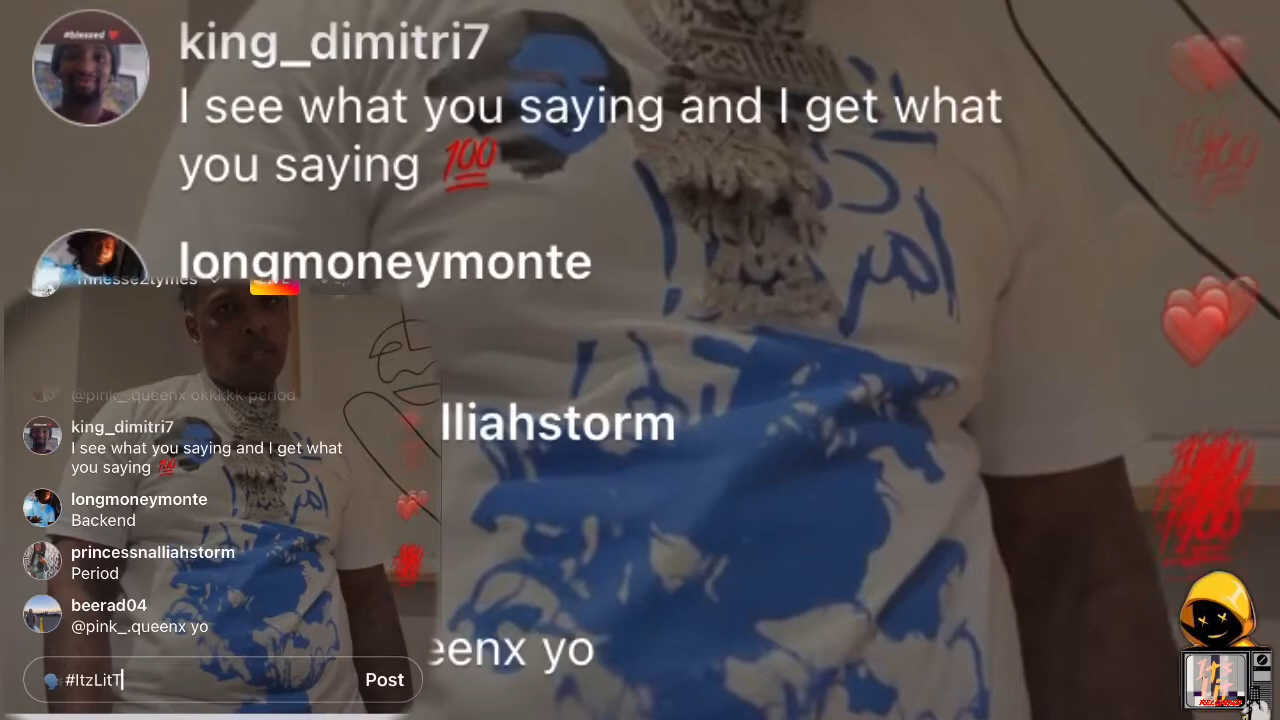 #blessed
king_dimitri7
I see what you saying and I get what
you saying 💯
longmoneymonte
lliahstorm
eenx yo
@pink_.queenx okkkkk period
king_dimitri7
I see what you saying and I get what
you saying 💯
longmoneymonte
Backend
princessnalliahstorm
Period
beerad04
@pink_.queenx yo
🗣 #ItzLitT
Post